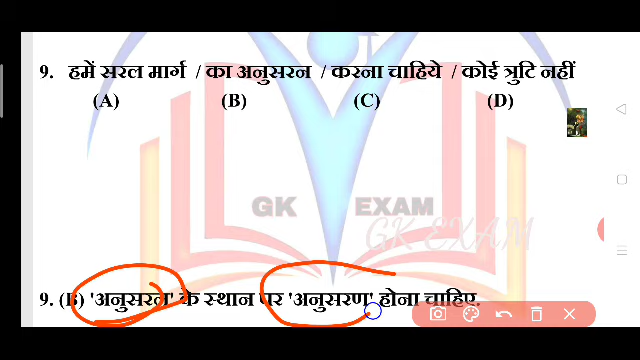 9. हमें सरल मार्ग / का अनुसरन / करना चाहिये / कोई त्रुटि नहीं
(A) (B) (C) (D)
GK EXAM
GK EXAM
9. (B) 'अनुसरन' के स्थान पर 'अनुसरण' होना चाहिए.